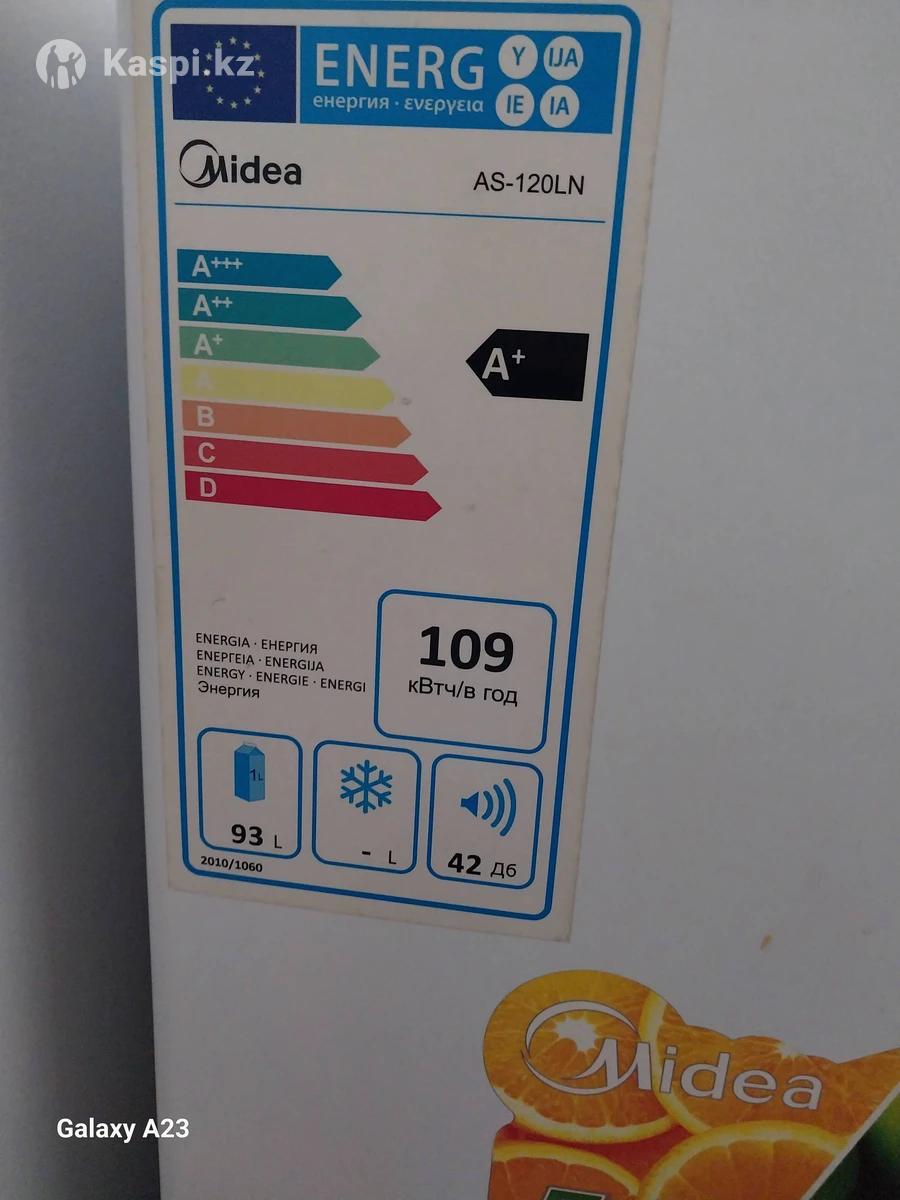 Kaspi.kz
ENERG
енергия · ενεργεια
Y IJA
IE IA
Midea
AS-120LN
A+++
A++
A+
A
B
C
D
A+
ENERGIA · ЕНЕРГИЯ
ΕΝΕΡΓΕΙΑ · ENERGIJA
ENERGY · ENERGIE · ENERGI
Энергия
109
кВтч/в год
1L
93 L
- L
42 Дб
2010/1060
Midea
Galaxy A23